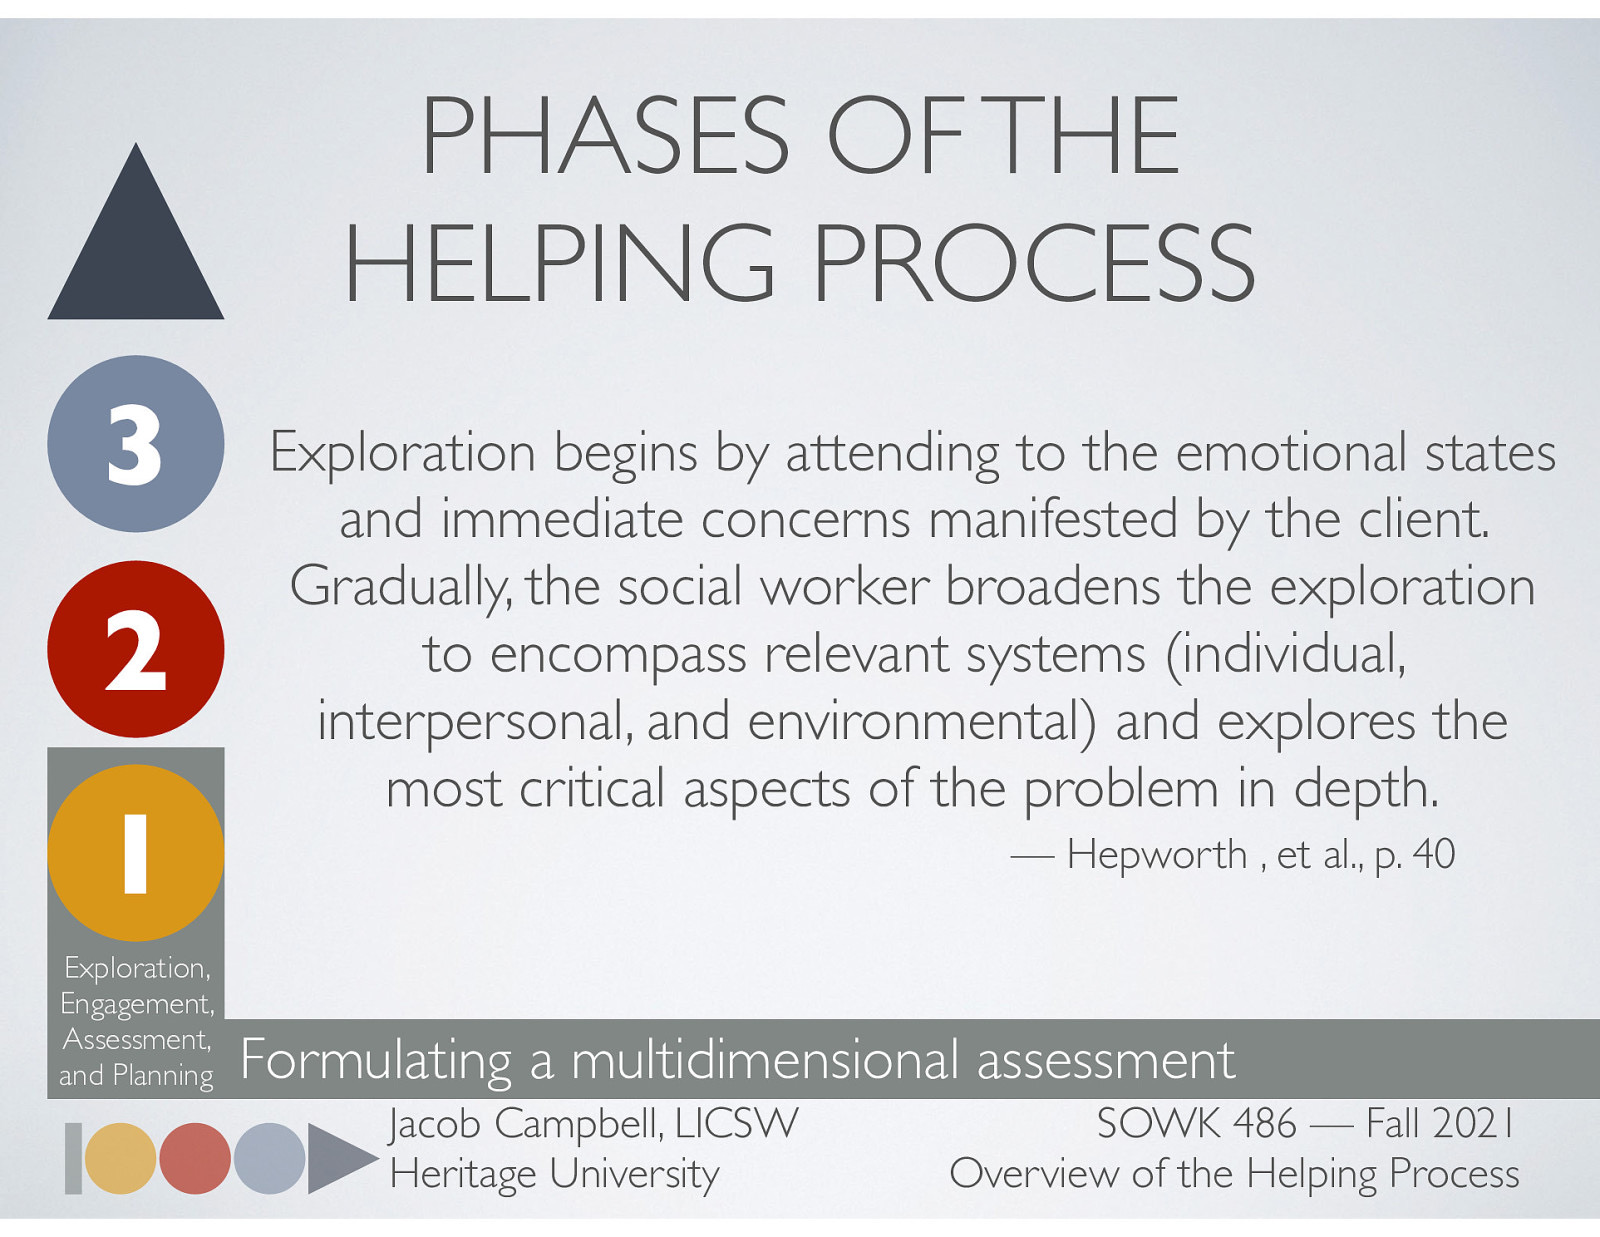 PHASES OF THE
HELPING PROCESS
3
2
1
Exploration,
Engagement,
Assessment,
and Planning
Exploration begins by attending to the emotional states
and immediate concerns manifested by the client.
Gradually, the social worker broadens the exploration
to encompass relevant systems (individual,
interpersonal, and environmental) and explores the
most critical aspects of the problem in depth.
— Hepworth , et al., p. 40
Formulating a multidimensional assessment
Jacob Campbell, LICSW
Heritage University
SOWK 486 — Fall 2021
Overview of the Helping Process